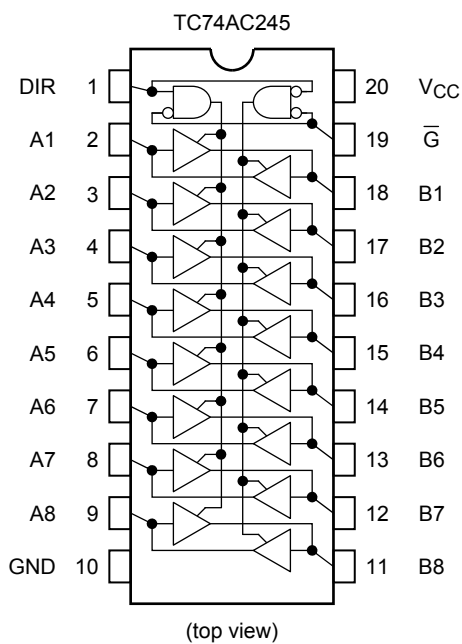 TC74AC245
DIR 1 20 VCC
A1 2 19 G̅
A2 3 18 B1
A3 4 17 B2
A4 5 16 B3
A5 6 15 B4
A6 7 14 B5
A7 8 13 B6
A8 9 12 B7
GND 10 11 B8
(top view)